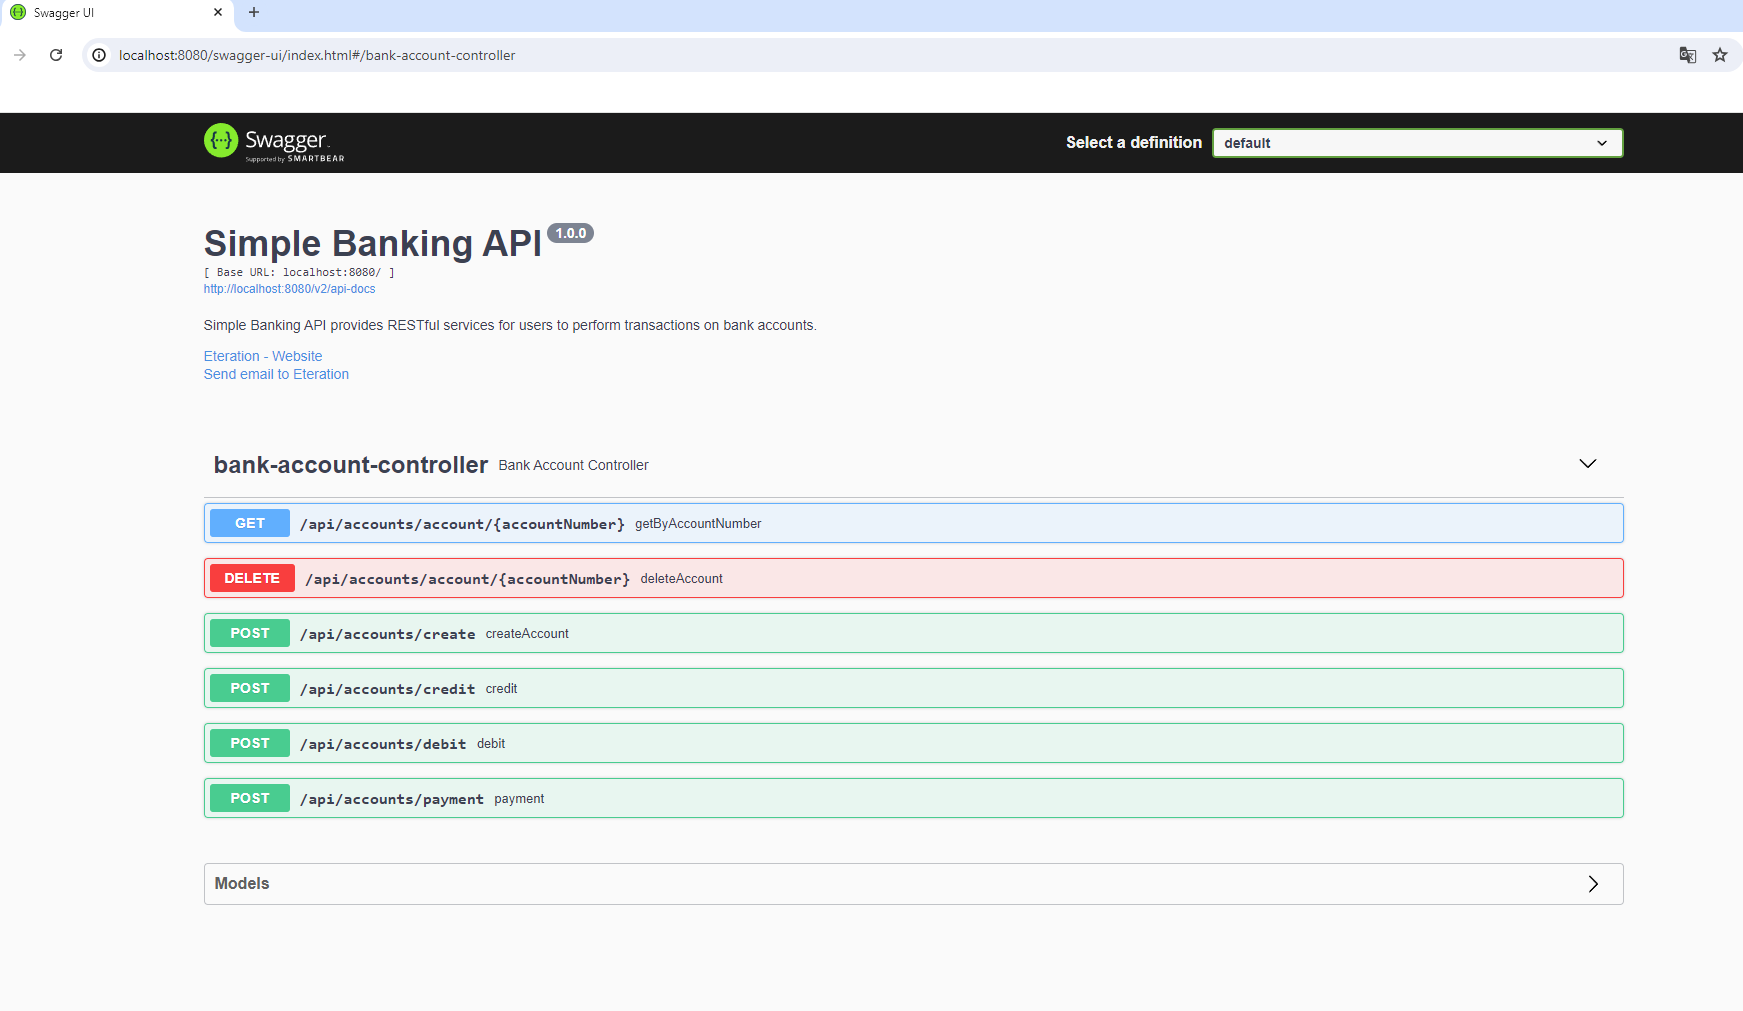 Swagger UI
localhost:8080/swagger-ui/index.html#/bank-account-controller
Swagger
Supported by SMARTBEAR
Select a definition
default
Simple Banking API 1.0.0
[ Base URL: localhost:8080/ ]
http://localhost:8080/v2/api-docs
Simple Banking API provides RESTful services for users to perform transactions on bank accounts.
Eteration - Website
Send email to Eteration
bank-account-controller Bank Account Controller
GET /api/accounts/account/{accountNumber} getByAccountNumber
DELETE /api/accounts/account/{accountNumber} deleteAccount
POST /api/accounts/create createAccount
POST /api/accounts/credit credit
POST /api/accounts/debit debit
POST /api/accounts/payment payment
Models